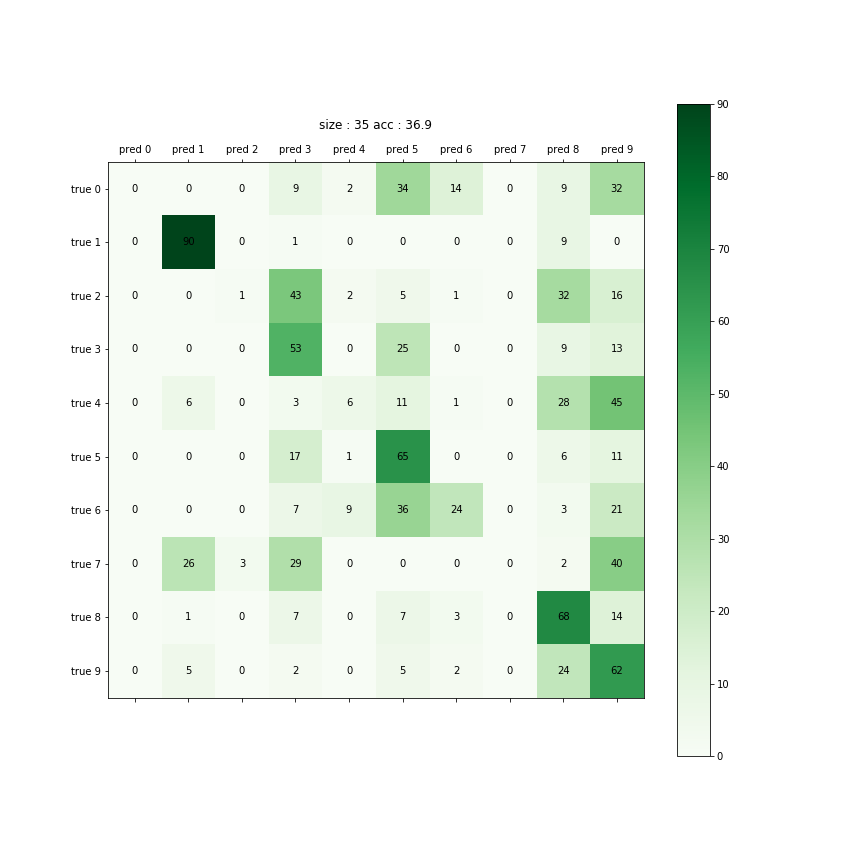 size : 35 acc : 36.9
pred 0 pred 1 pred 2 pred 3 pred 4 pred 5 pred 6 pred 7 pred 8 pred 9
true 0 0 0 0 9 2 34 14 0 9 32
true 1 0 90 0 1 0 0 0 0 9 0
true 2 0 0 1 43 2 5 1 0 32 16
true 3 0 0 0 53 0 25 0 0 9 13
true 4 0 6 0 3 6 11 1 0 28 45
true 5 0 0 0 17 1 65 0 0 6 11
true 6 0 0 0 7 9 36 24 0 3 21
true 7 0 26 3 29 0 0 0 0 2 40
true 8 0 1 0 7 0 7 3 0 68 14
true 9 0 5 0 2 0 5 2 0 24 62
90
80
70
60
50
40
30
20
10
0